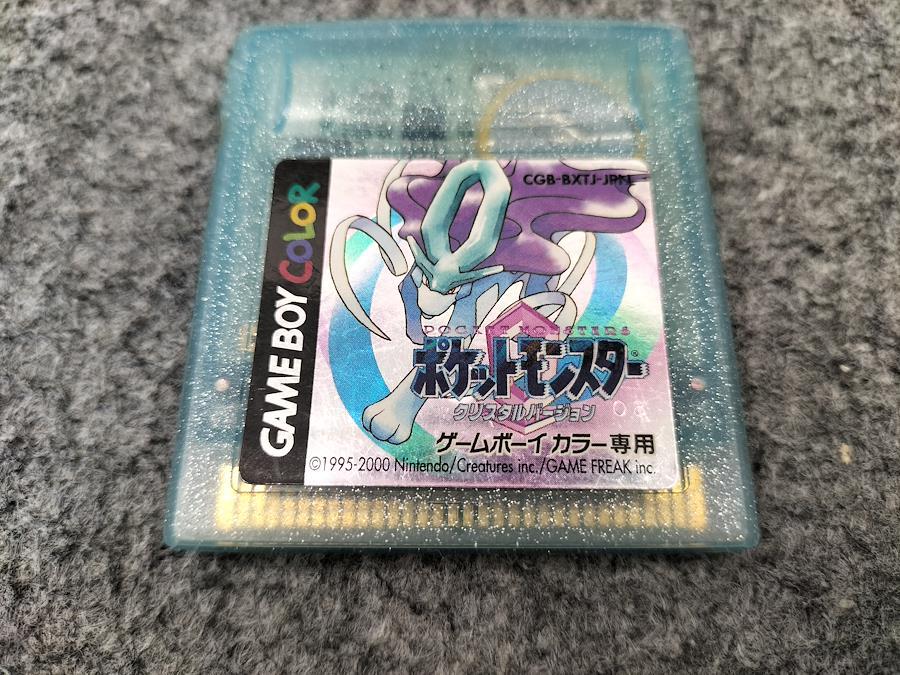 GAME BOY COLOR
CGB-BXTJ-JPN
POCKET MONSTERS
ポケットモンスター®
クリスタルバージョン
ゲームボーイ カラー専用
©1995-2000 Nintendo/Creatures inc./GAME FREAK inc.